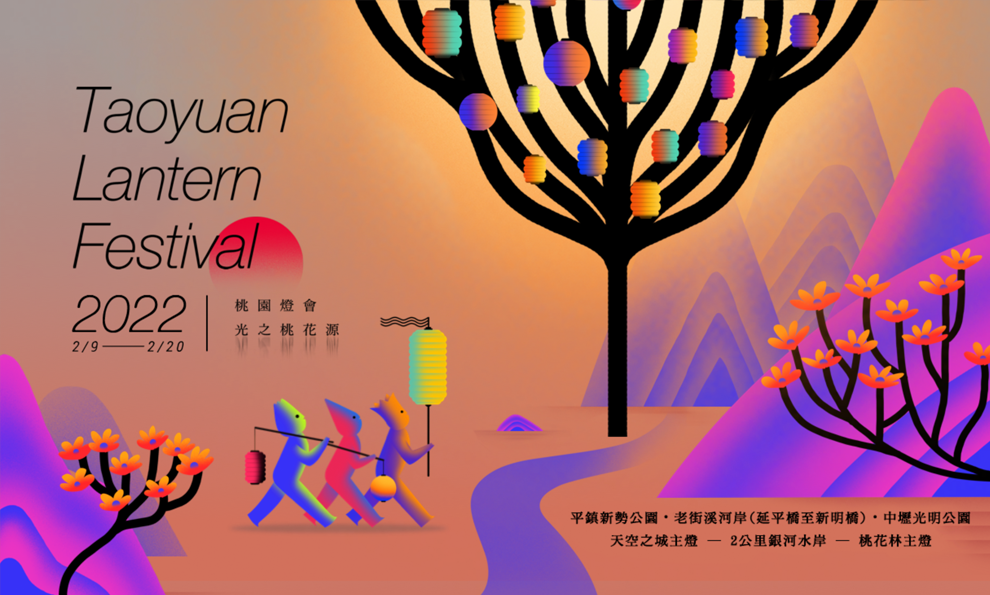 Taoyuan
Lantern
Festival
2022
2/9——2/20
桃園燈會
光之桃花源
平鎮新勢公園・老街溪河岸(延平橋至新明橋)・中壢光明公園
天空之城主燈 — 2公里銀河水岸 — 桃花林主燈